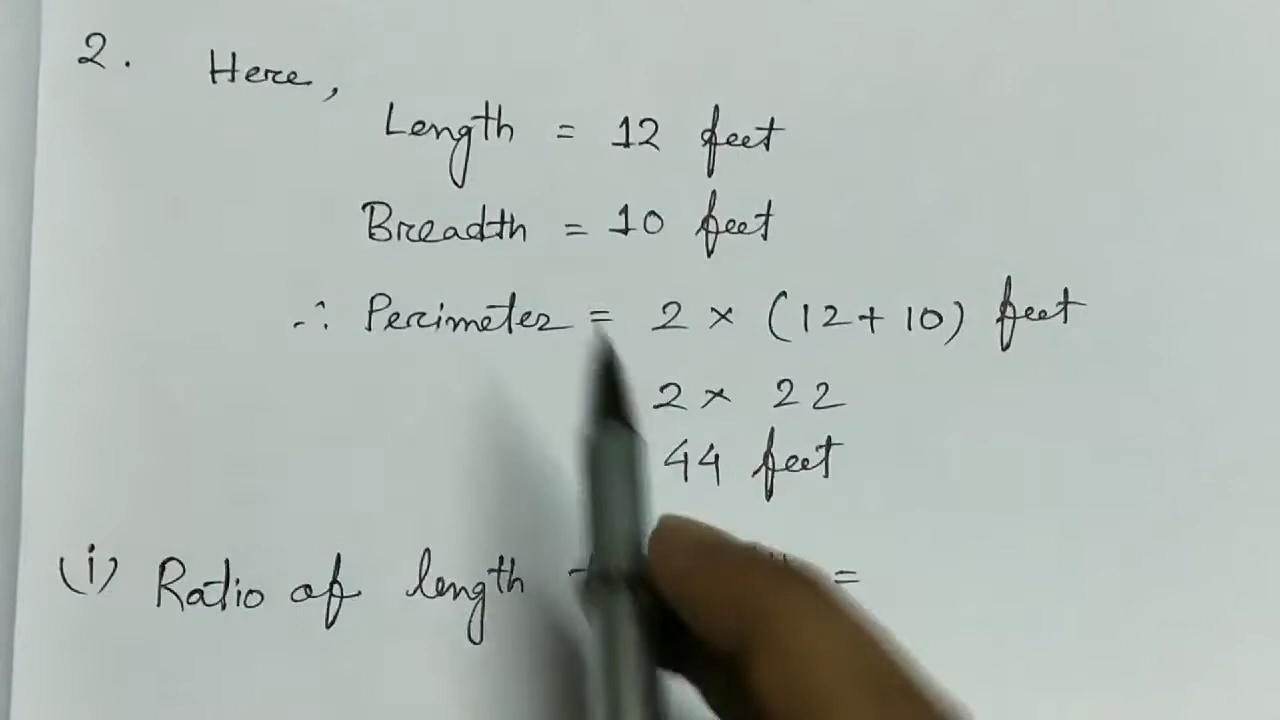 2. Here,
Length = 12 feet
Breadth = 10 feet
∴ Perimeter = 2 × (12 + 10) feet
2 × 22
44 feet
(i) Ratio of length =